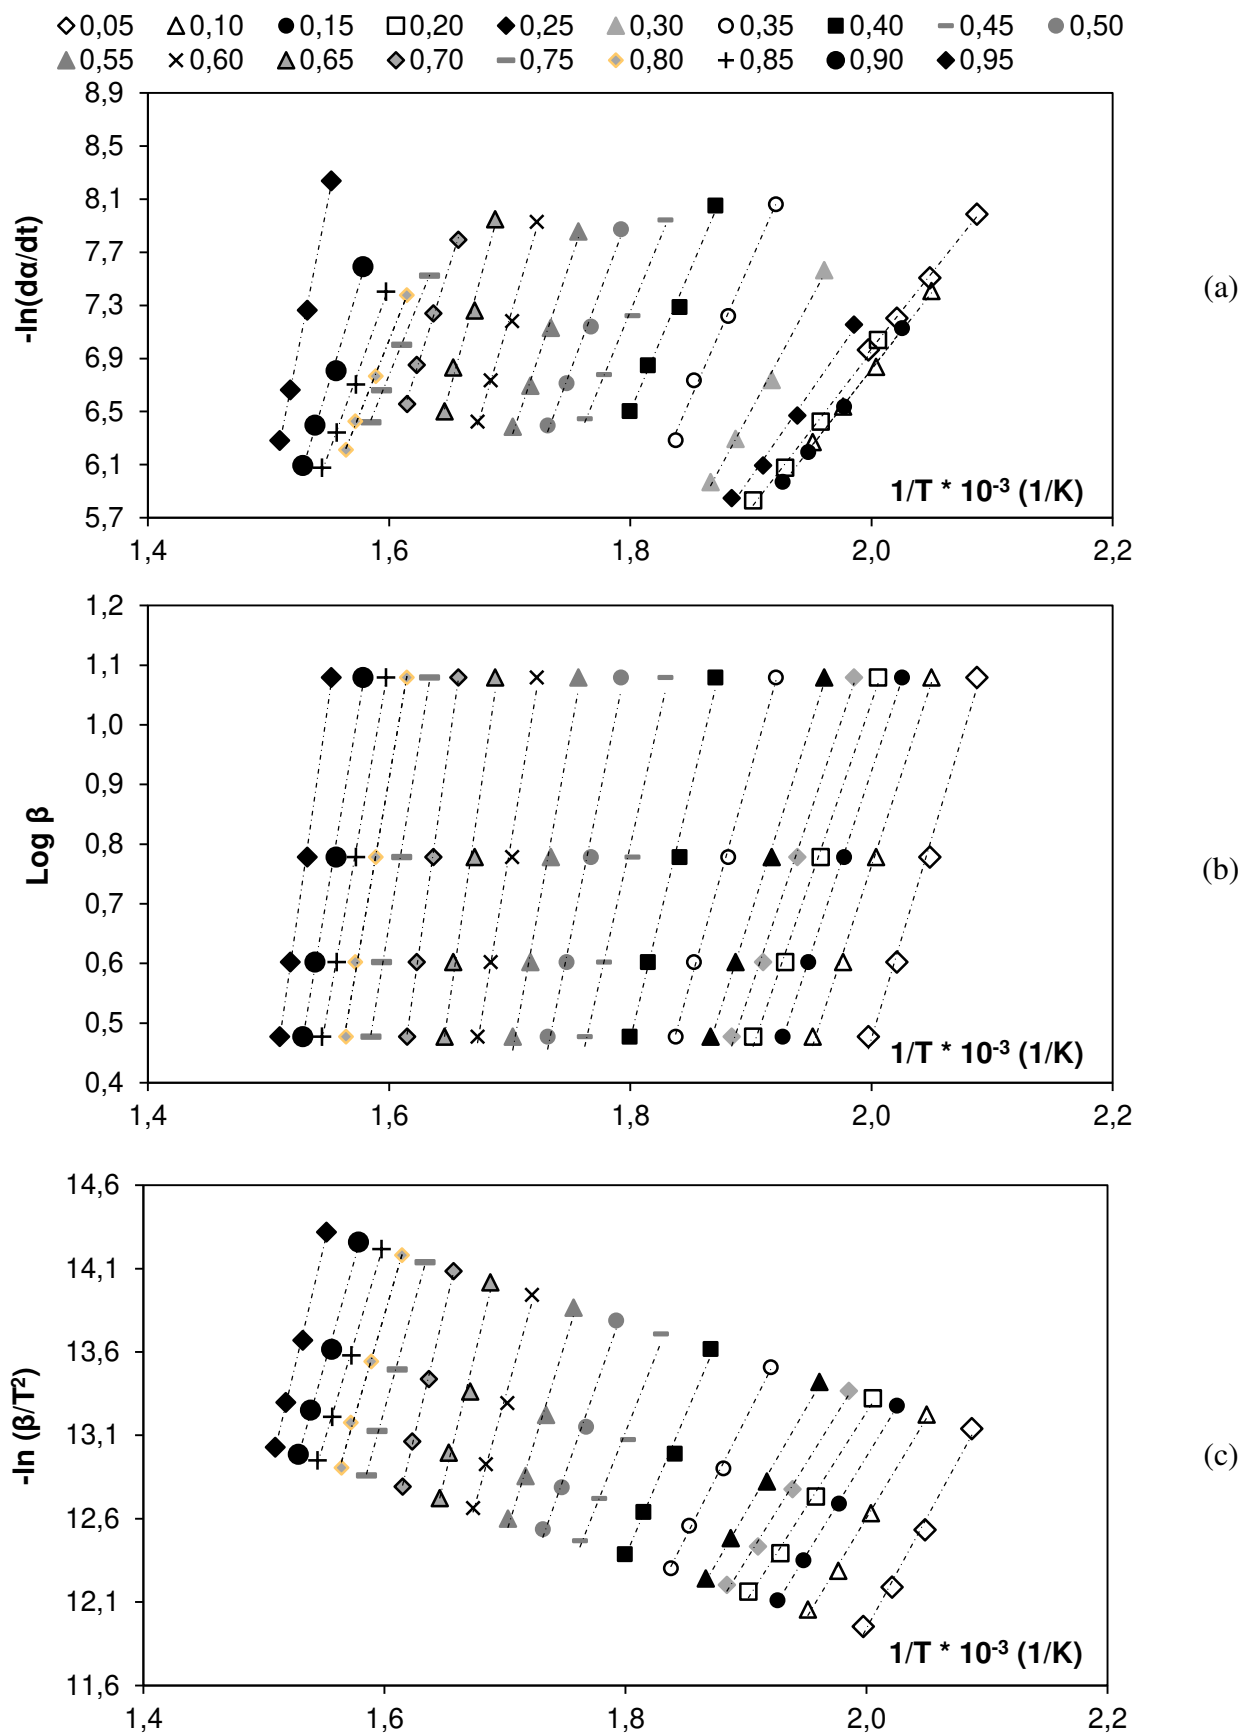 0,05 0,10 0,15 0,20 0,25 0,30 0,35 0,40 0,45 0,50
0,55 0,60 0,65 0,70 0,75 0,80 0,85 0,90 0,95
8,9
8,5
8,1
7,7
7,3
6,9
6,5
6,1
5,7
-ln(dα/dt)
1/T * 10⁻³ (1/K)
1,4 1,6 1,8 2,0 2,2
(a)
1,2
1,1
1,0
0,9
0,8
0,7
0,6
0,5
0,4
Log β
1/T * 10⁻³ (1/K)
1,4 1,6 1,8 2,0 2,2
(b)
14,6
14,1
13,6
13,1
12,6
12,1
11,6
-ln (β/T²)
1/T * 10⁻³ (1/K)
1,4 1,6 1,8 2,0 2,2
(c)